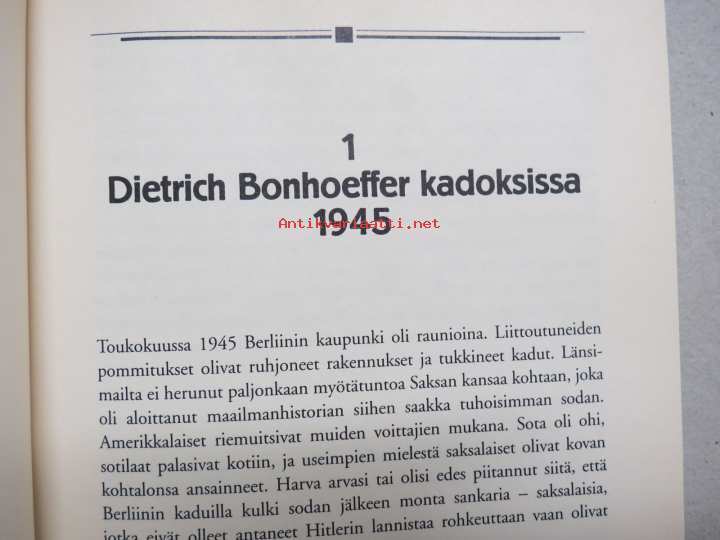 1
Dietrich Bonhoeffer kadoksissa
1945
Antikvariaatti.net
Toukokuussa 1945 Berliinin kaupunki oli raunioina. Liittoutuneiden
pommitukset olivat ruhjoneet rakennukset ja tukkineet kadut. Länsi-
mailta ei herunut paljonkaan myötätuntoa Saksan kansaa kohtaan, joka
oli aloittanut maailmanhistorian siihen saakka tuhoisimman sodan.
Amerikkalaiset riemuitsivat muiden voittajien mukana. Sota oli ohi,
sotilaat palasivat kotiin, ja useimpien mielestä saksalaiset olivat kovan
kohtalonsa ansainneet. Harva arvasi tai olisi edes piitannut siitä, että
Berliinin kaduilla kulki sodan jälkeen monta sankaria – saksalaisia,
jotka eivät olleet antaneet Hitlerin lannistaa rohkeuttaan vaan olivat